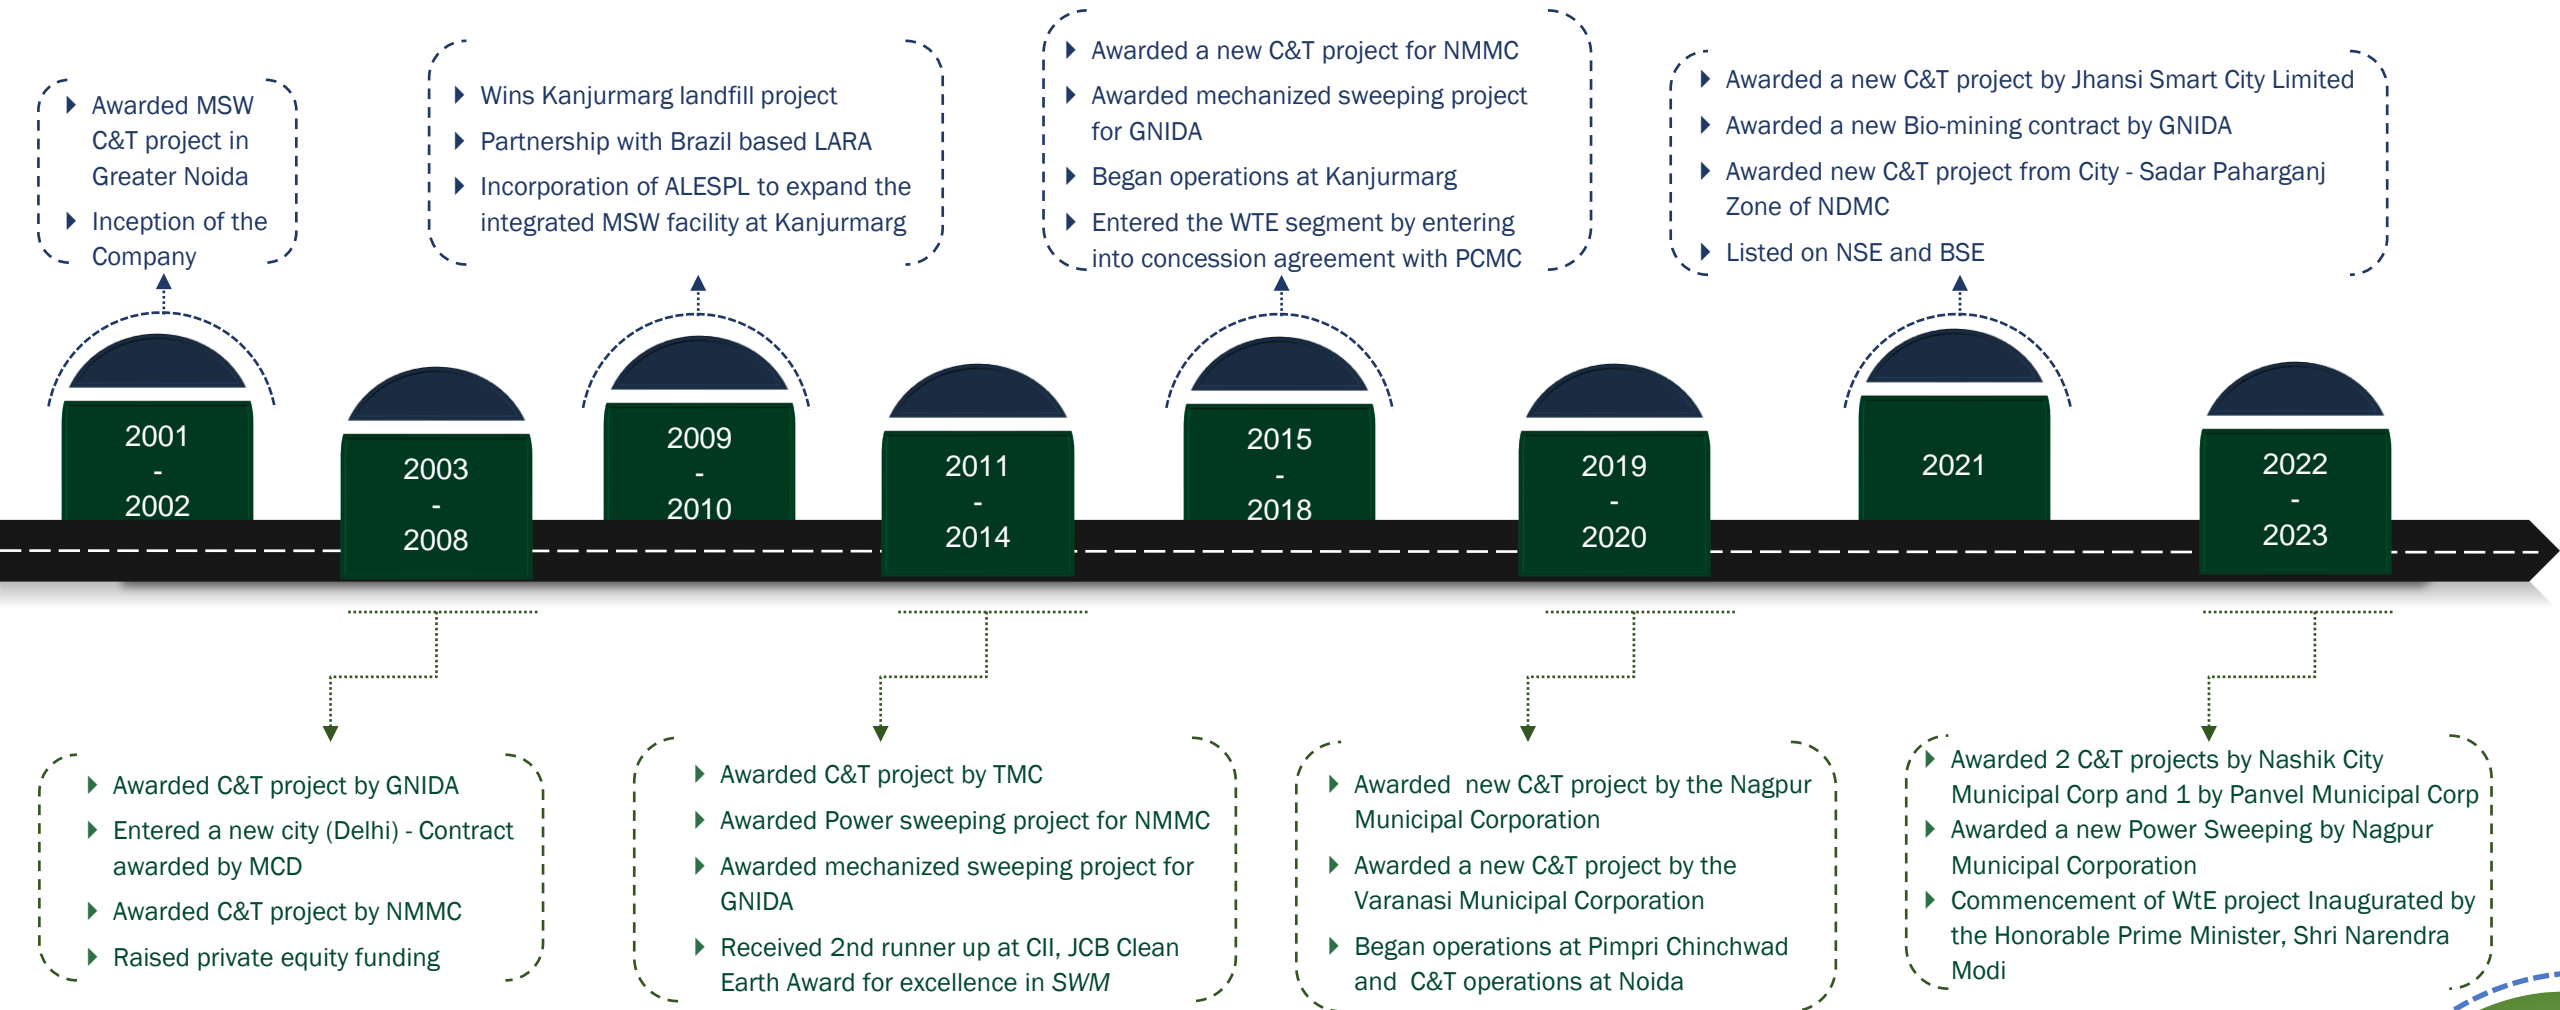 Awarded MSW
C&T project in
Greater Noida
Inception of the
Company
Wins Kanjurmarg landfill project
Partnership with Brazil based LARA
Incorporation of ALESPL to expand the
integrated MSW facility at Kanjurmarg
Awarded a new C&T project for NMMC
Awarded mechanized sweeping project
for GNIDA
Began operations at Kanjurmarg
Entered the WTE segment by entering
into concession agreement with PCMC
Awarded a new C&T project by Jhansi Smart City Limited
Awarded a new Bio-mining contract by GNIDA
Awarded new C&T project from City - Sadar Paharganj
Zone of NDMC
Listed on NSE and BSE
2001
-
2002
2003
-
2008
2009
-
2010
2011
-
2014
2015
-
2018
2019
-
2020
2021
2022
-
2023
Awarded C&T project by GNIDA
Entered a new city (Delhi) - Contract
awarded by MCD
Awarded C&T project by NMMC
Raised private equity funding
Awarded C&T project by TMC
Awarded Power sweeping project for NMMC
Awarded mechanized sweeping project for
GNIDA
Received 2nd runner up at CII, JCB Clean
Earth Award for excellence in SWM
Awarded  new C&T project by the Nagpur
Municipal Corporation
Awarded a new C&T project by the
Varanasi Municipal Corporation
Began operations at Pimpri Chinchwad
and  C&T operations at Noida
Awarded 2 C&T projects by Nashik City
Municipal Corp and 1 by Panvel Municipal Corp
Awarded a new Power Sweeping by Nagpur
Municipal Corporation
Commencement of WtE project Inaugurated by
the Honorable Prime Minister, Shri Narendra
Modi